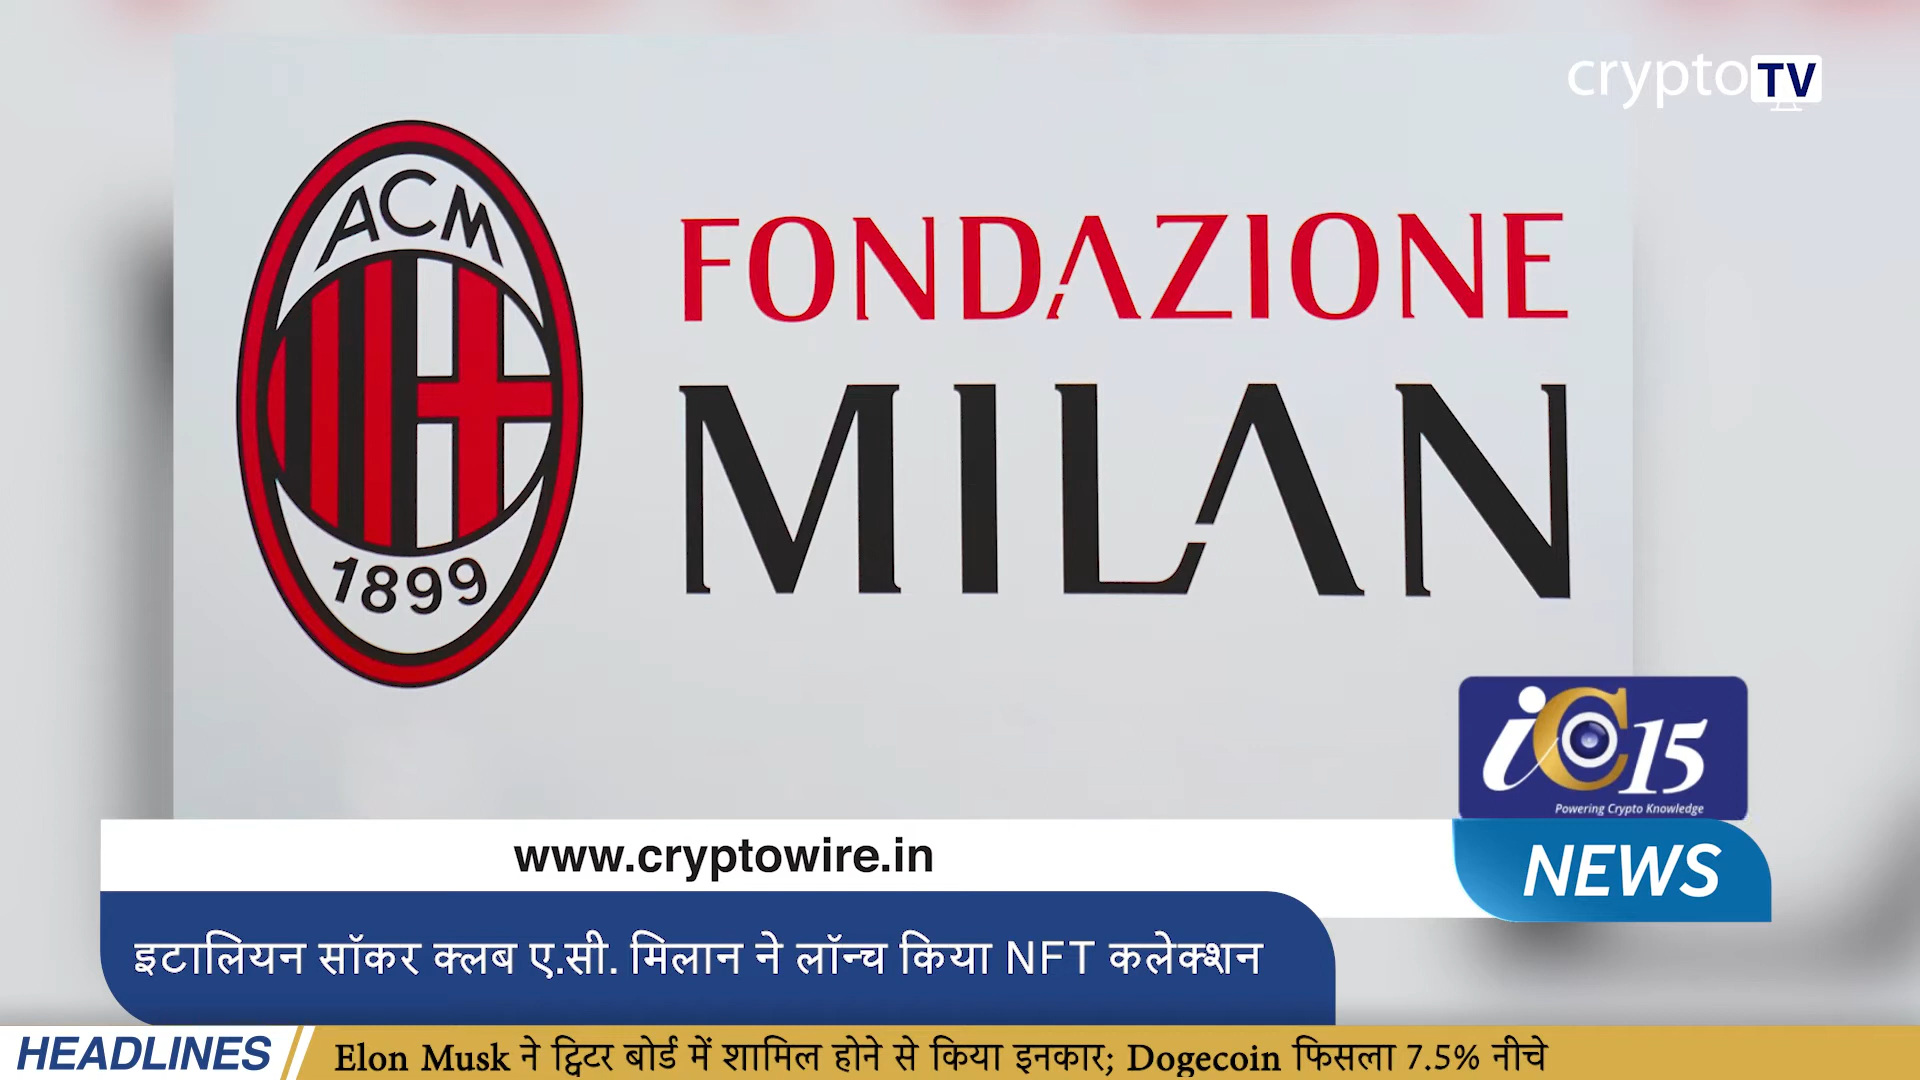 cryptoTV
ACM
1899
FONDAZIONE
MILAN
iC15
Powering Crypto Knowledge
www.cryptowire.in
NEWS
इटालियन सॉकर क्लब ए.सी. मिलान ने लॉन्च किया NFT कलेक्शन
HEADLINES
Elon Musk ने ट्विटर बोर्ड में शामिल होने से किया इनकार; Dogecoin फिसला 7.5% नीचे